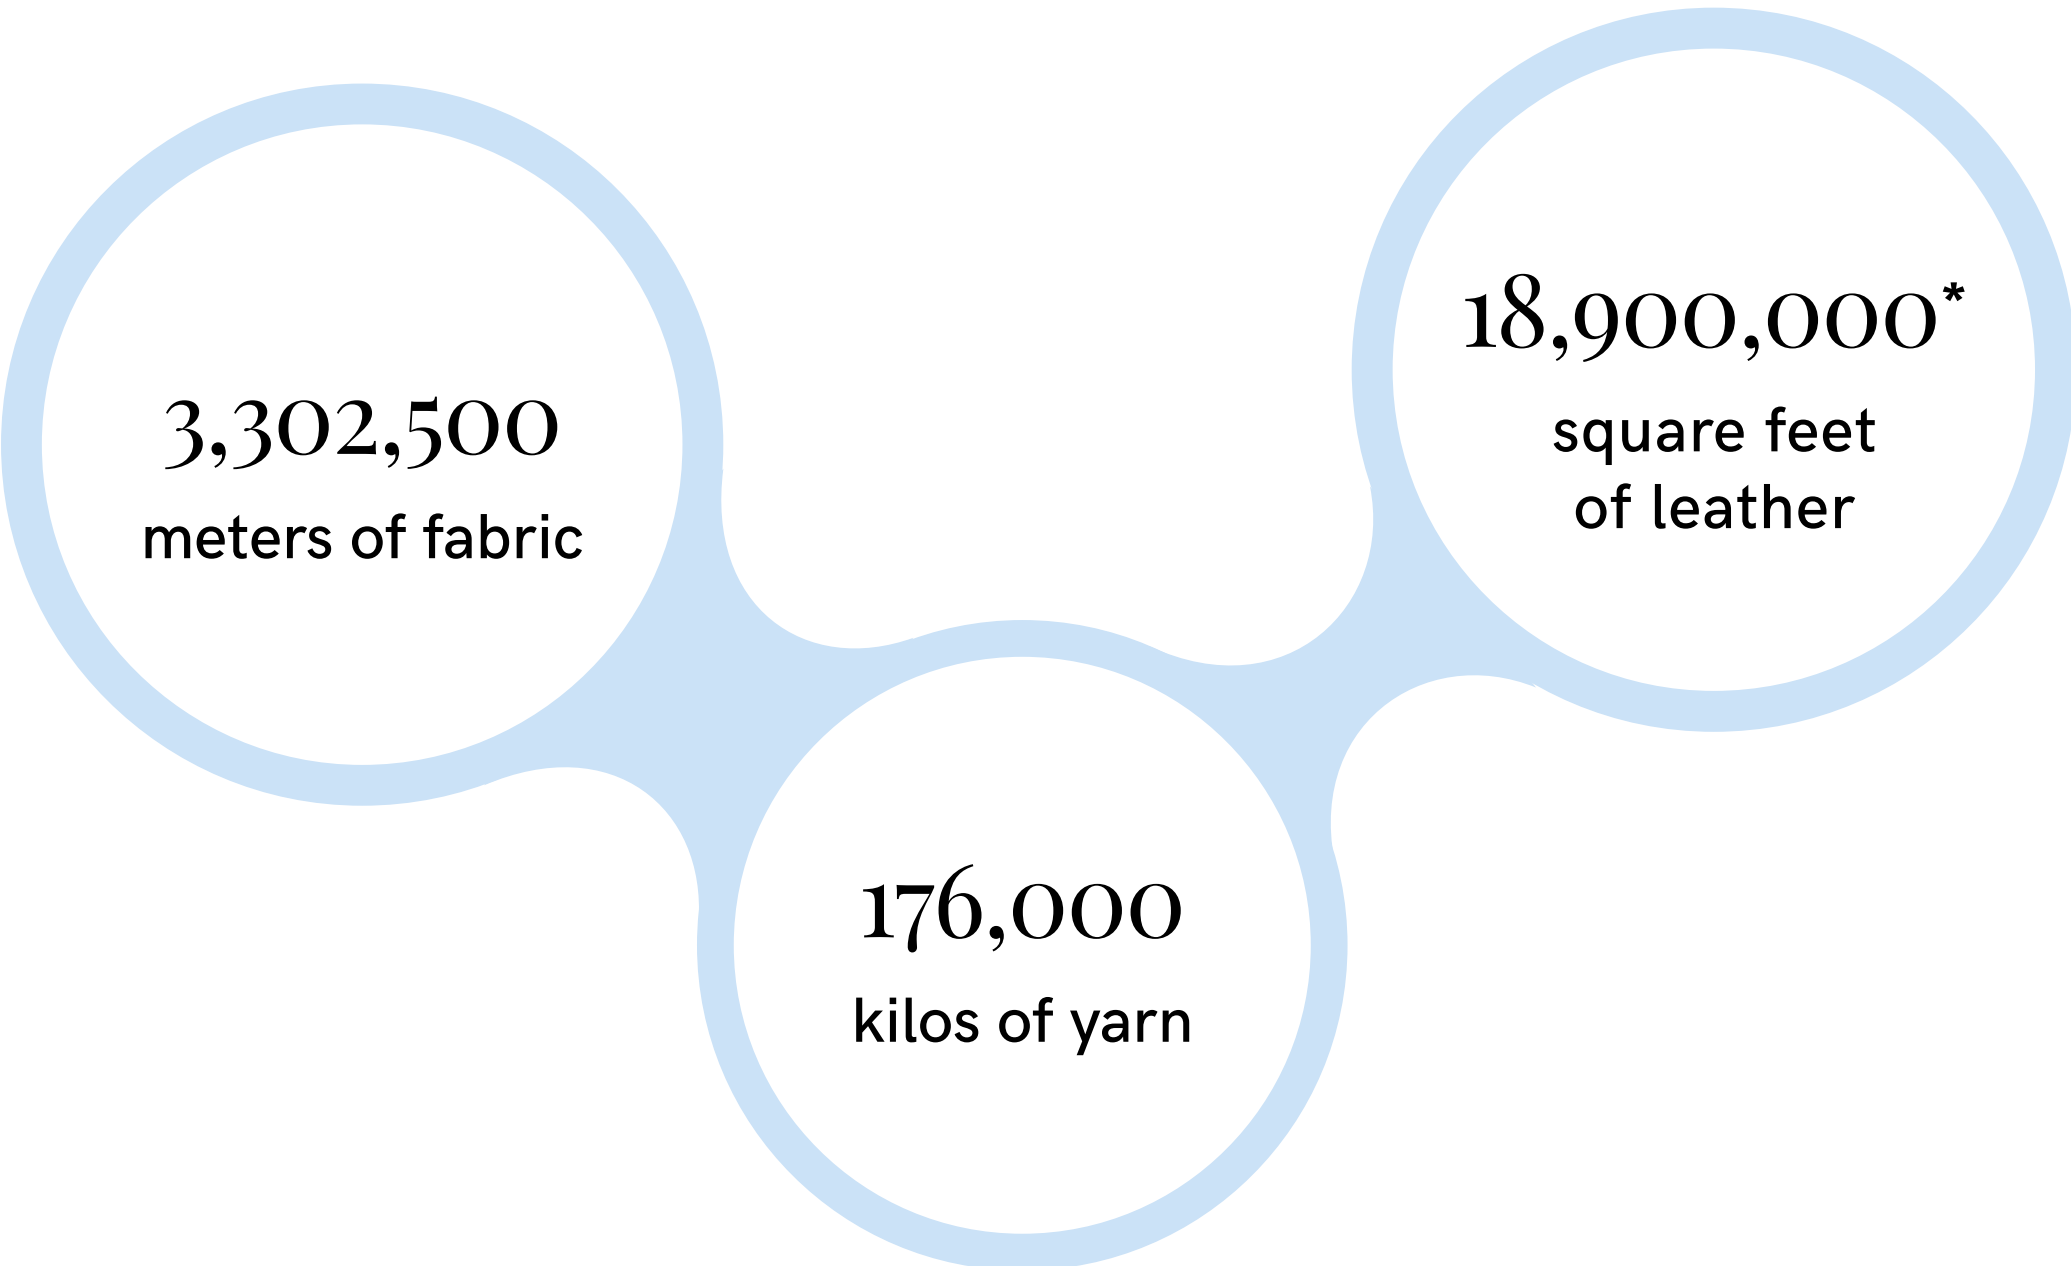 3,302,500
meters of fabric
176,000
kilos of yarn
18,900,000*
square feet
of leather